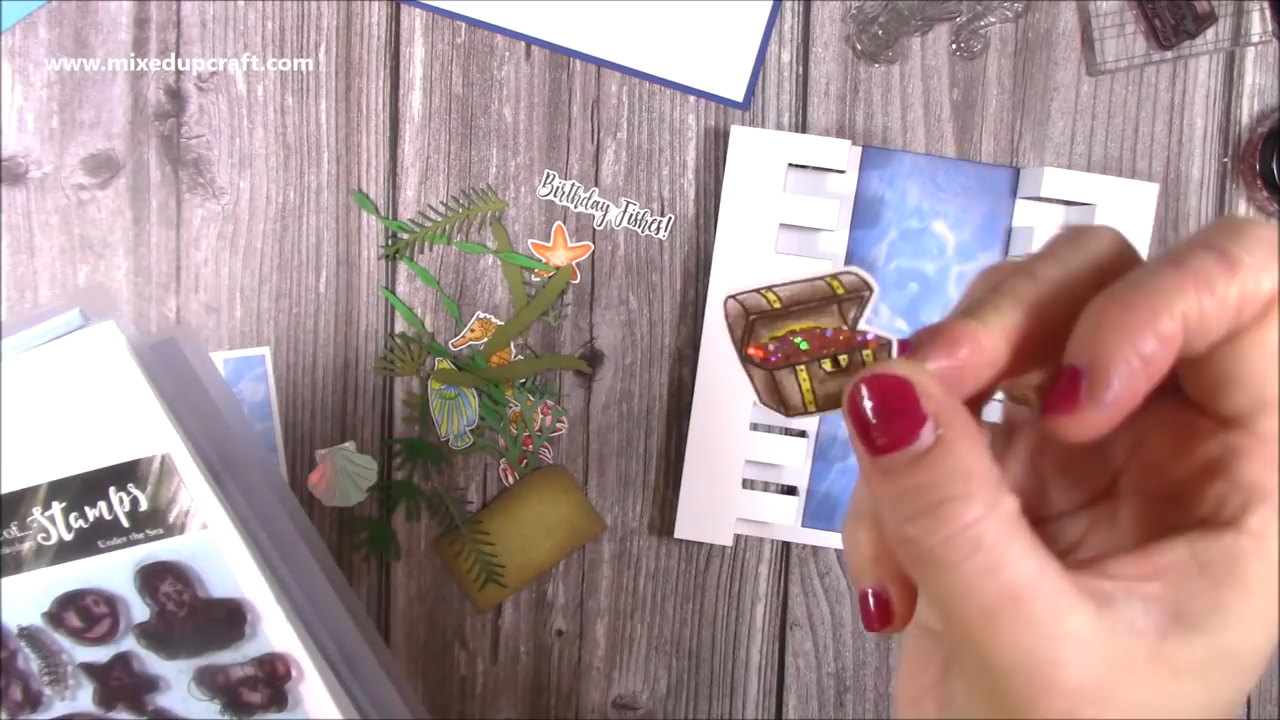 www.mixedupcraft.com
Birthday Fishes!
Stamps
Under the Sea